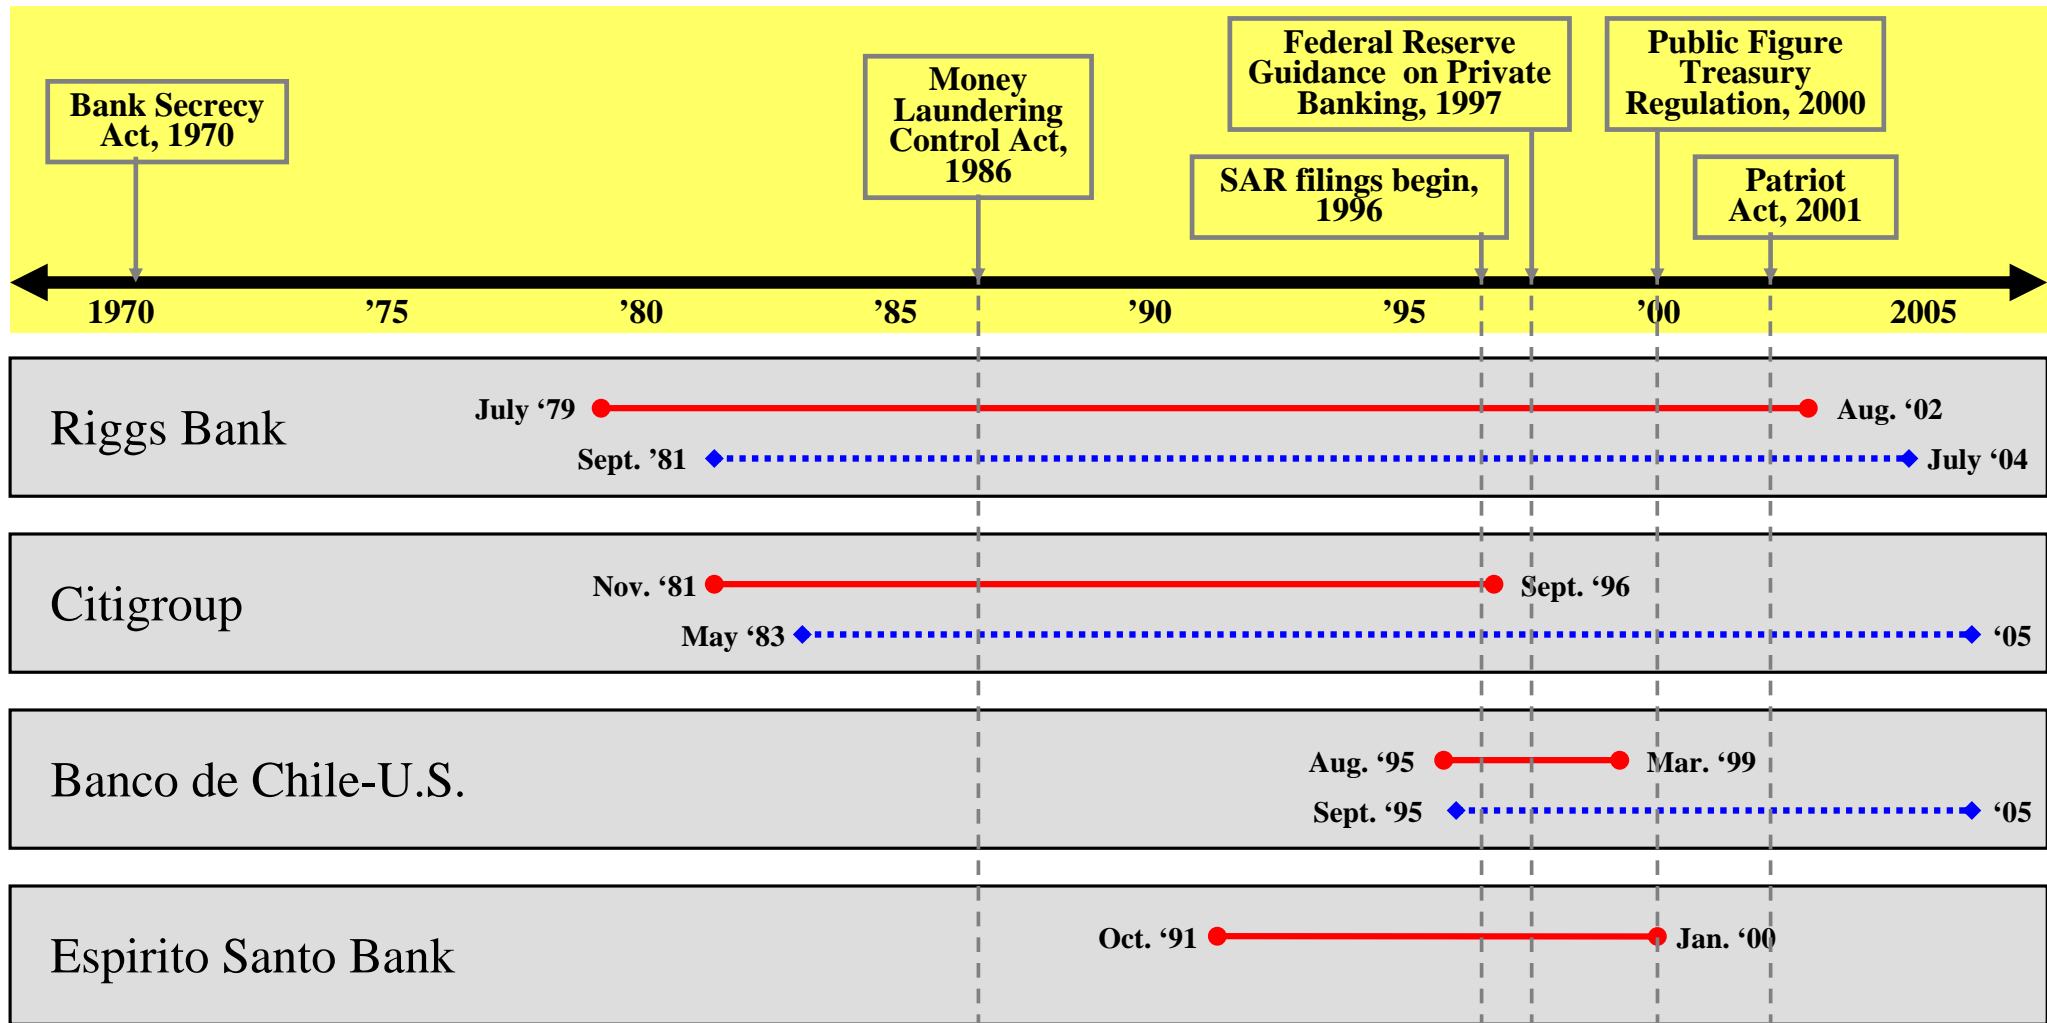 Bank Secrecy
Act, 1970
Money
Laundering
Control Act,
1986
Federal Reserve
Guidance  on Private
Banking, 1997
SAR filings begin,
1996
Public Figure
Treasury
Regulation, 2000
Patriot
Act, 2001
1970 ’75 ’80 ’85 ’90 ’95 ’00 2005
Riggs Bank
July ‘79 Aug. ‘02
Sept. ’81 July ‘04
Citigroup
Nov. ‘81 Sept. ‘96
May ‘83 ‘05
Banco de Chile-U.S.
Aug. ‘95 Mar. ‘99
Sept. ‘95 ‘05
Espirito Santo Bank
Oct. ‘91 Jan. ‘00